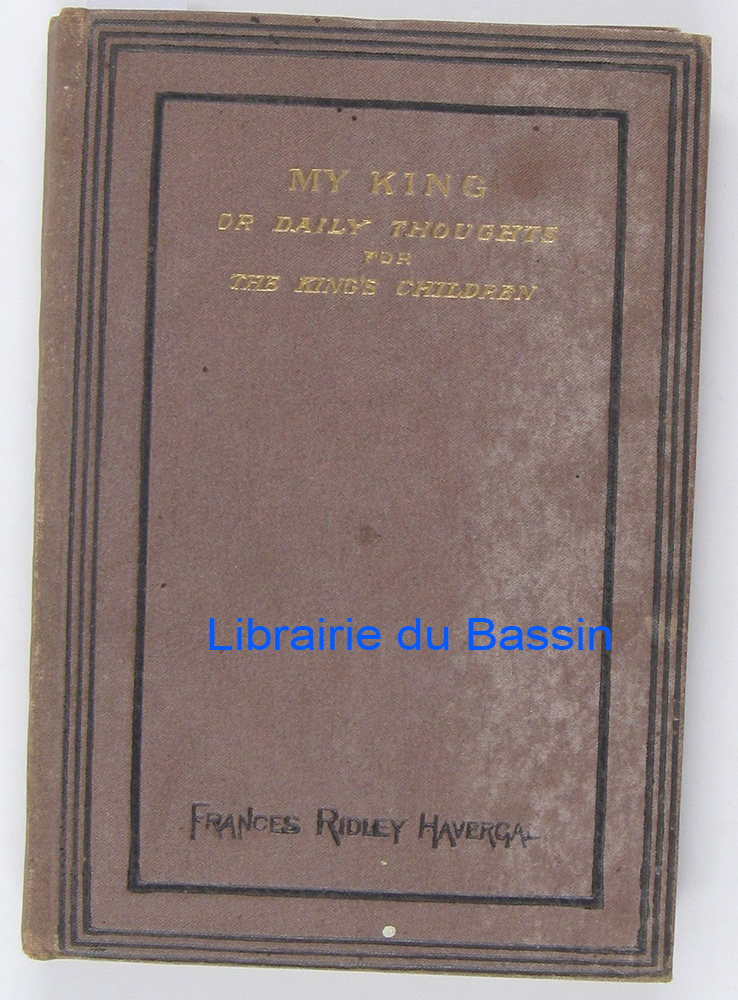 MY KING
OR DAILY THOUGHTS
FOR
THE KING'S CHILDREN
Librairie du Bassin
FRANCES RIDLEY HAVERGAL